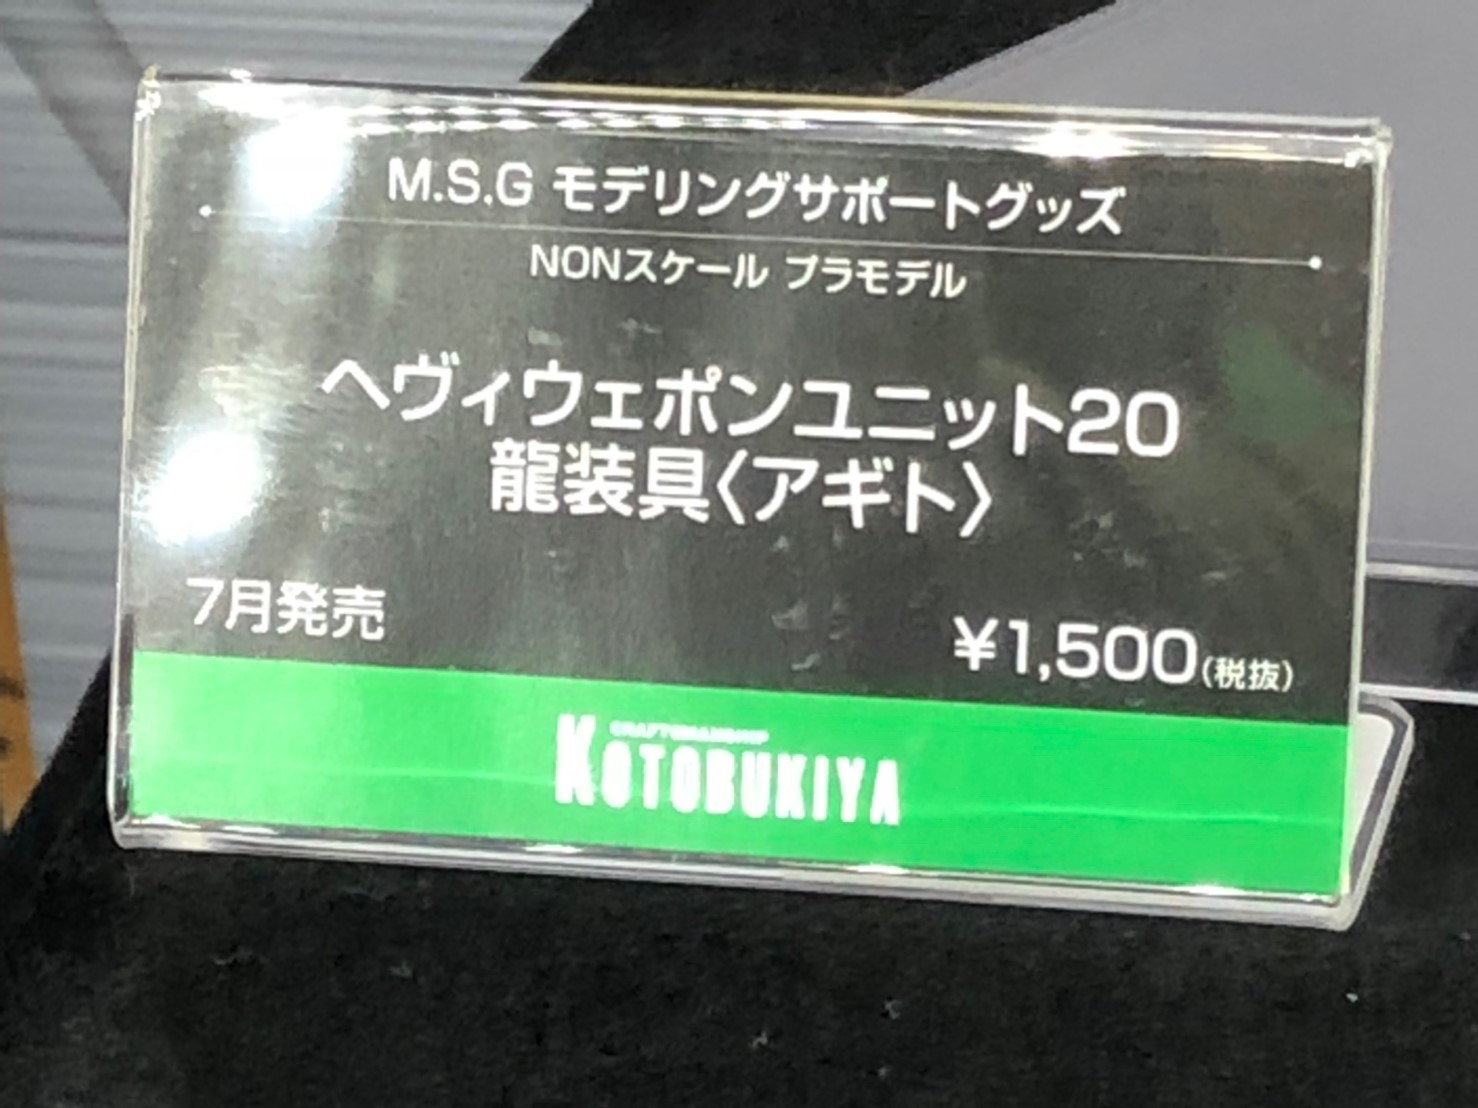 M.S.G モデリングサポートグッズ
NONスケール プラモデル
ヘヴィウェポンユニット20
龍装具〈アギト〉
7月発売
¥1,500(税抜)
CRAFTSMANSHIP
KOTOBUKIYA